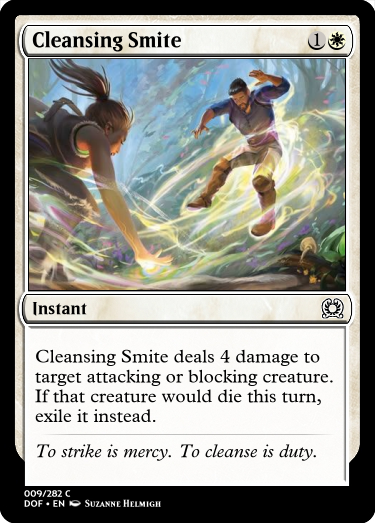 Cleansing Smite 1
Instant
Cleansing Smite deals 4 damage to
target attacking or blocking creature.
If that creature would die this turn,
exile it instead.
To strike is mercy. To cleanse is duty.
009/282 C
DOF • EN Suzanne Helmigh